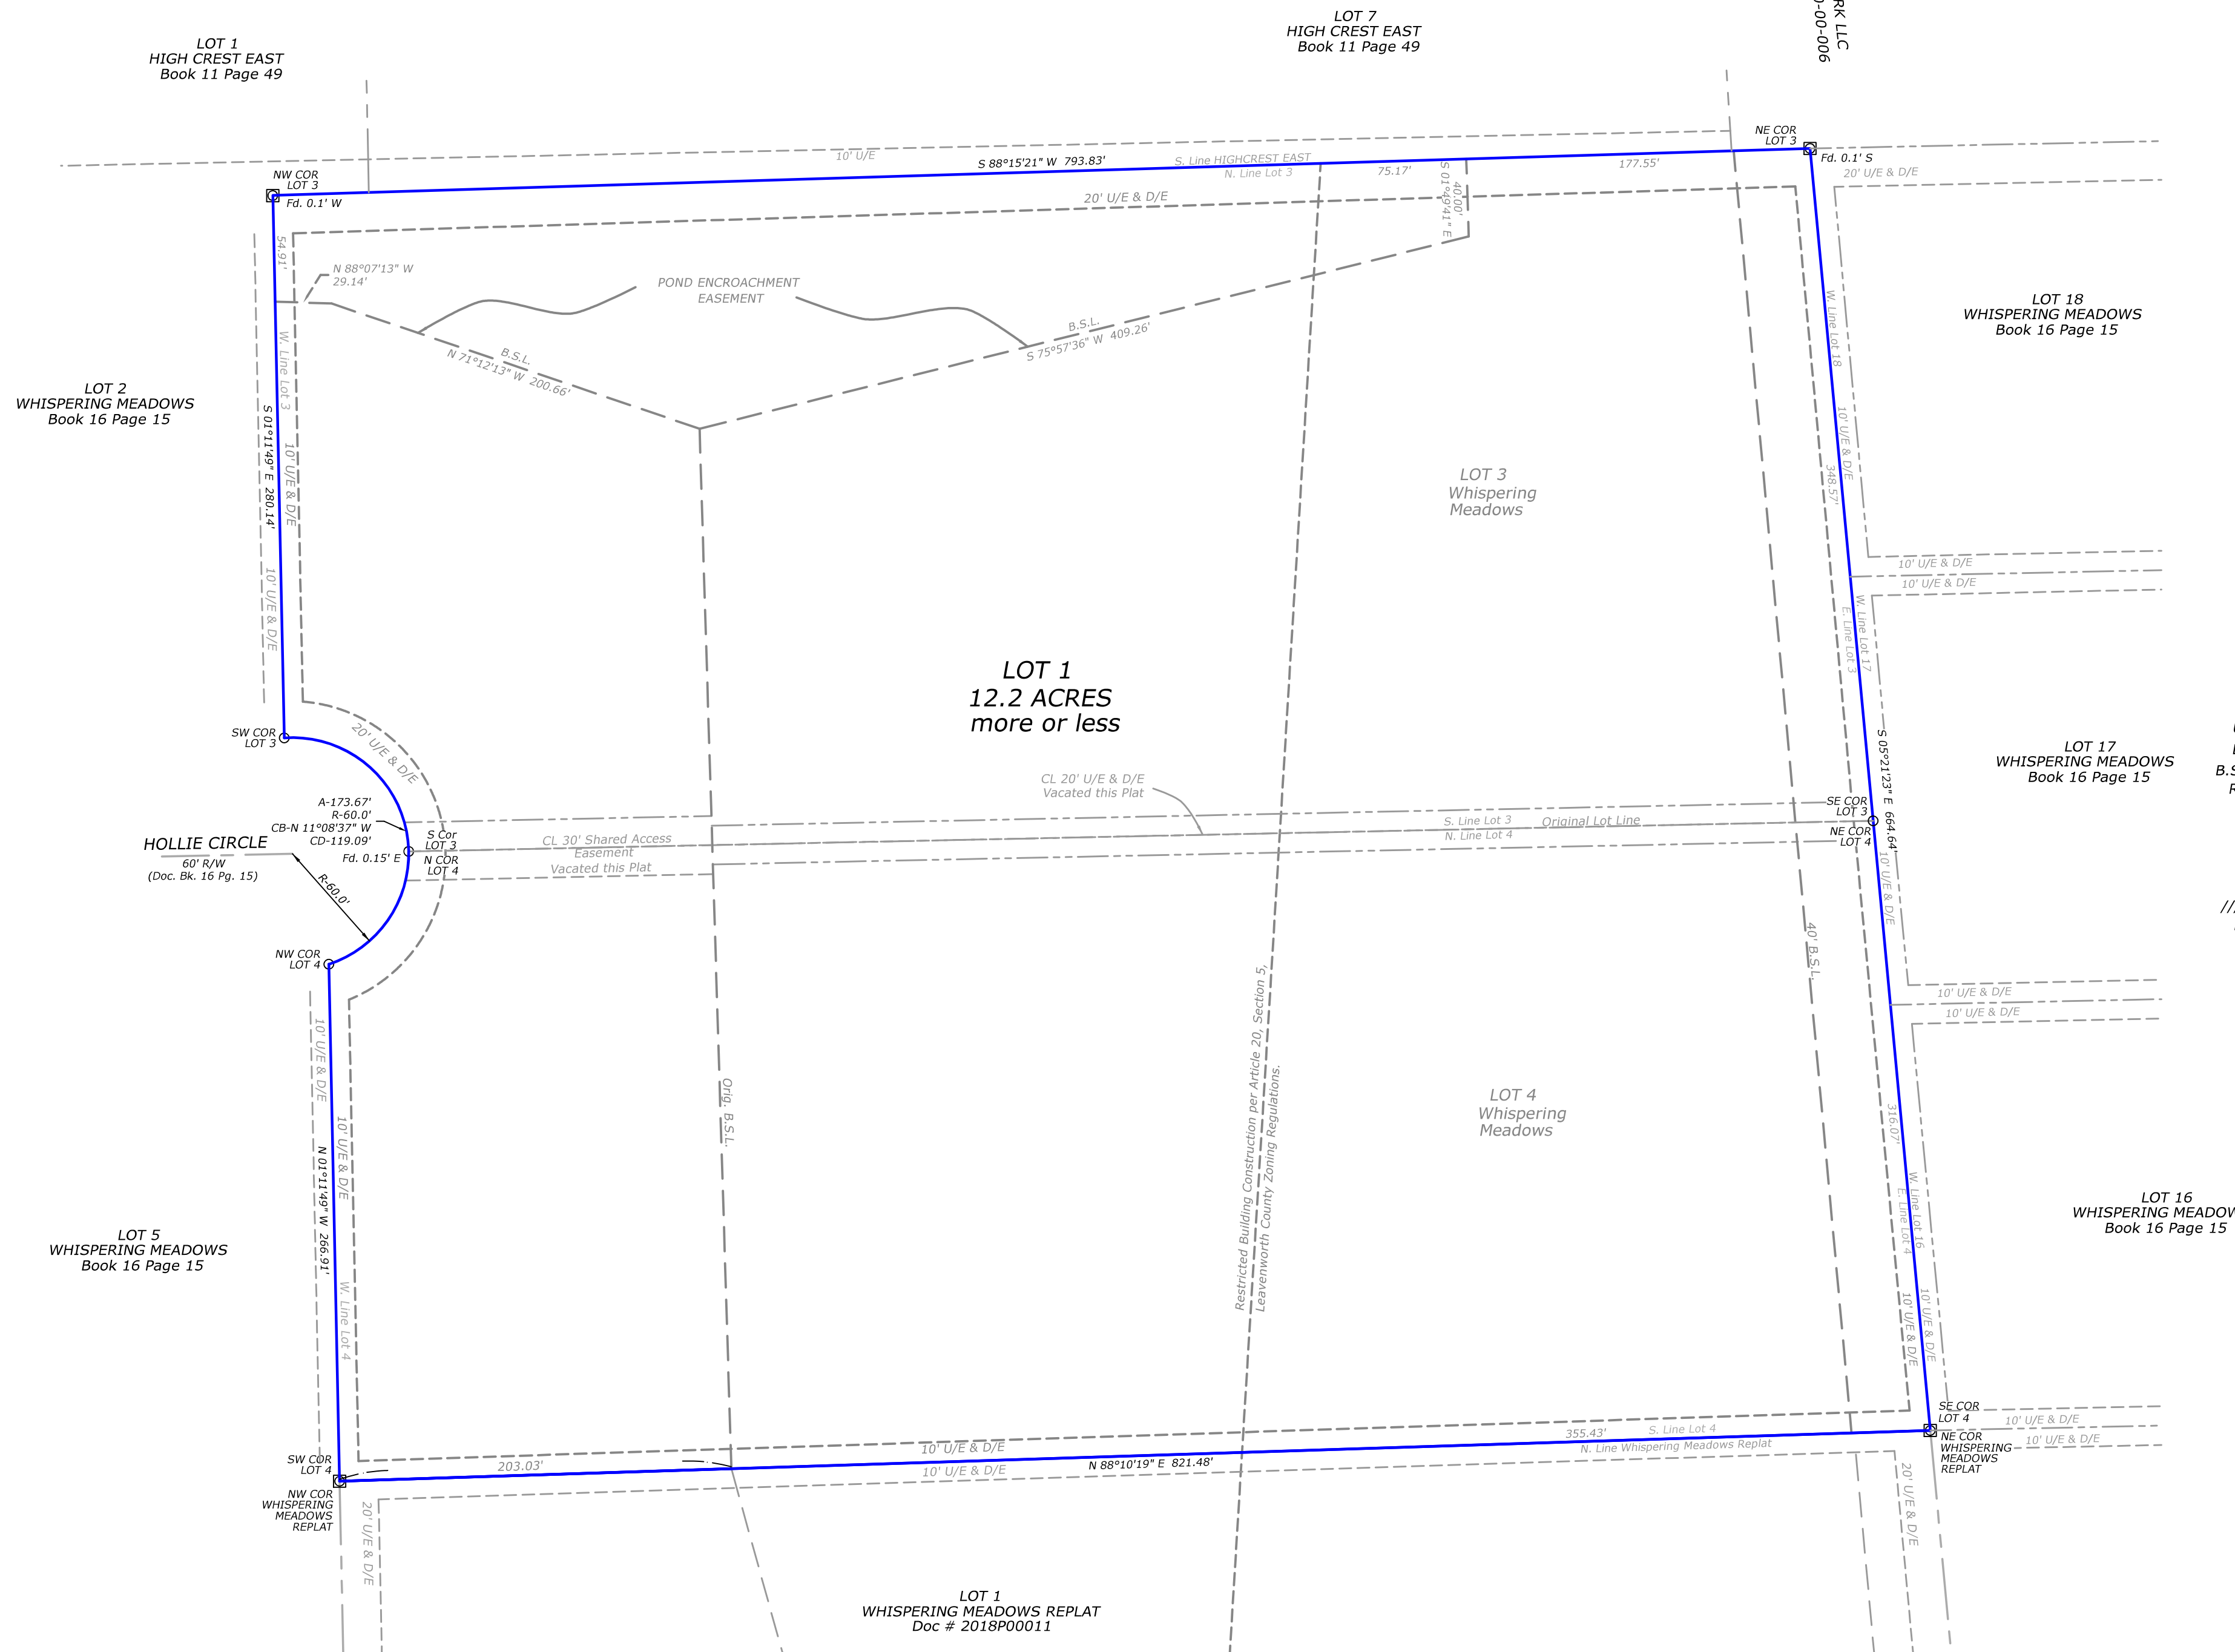 RK LLC
0-00-006
LOT 7
HIGH CREST EAST
Book 11 Page 49
LOT 1
HIGH CREST EAST
Book 11 Page 49
10' U/E
S 88°15'21" W  793.83'
S. Line HIGHCREST EAST
N. Line Lot 3
75.17'
177.55'
NE COR
LOT 3
Fd. 0.1' S
20' U/E & D/E
NW COR
LOT 3
Fd. 0.1' W
20' U/E & D/E
S 01°49'41" E
40.00'
54.91'
N 88°07'13" W
29.14'
POND ENCROACHMENT
EASEMENT
B.S.L.
N 71°12'13" W  200.66'
B.S.L.
S 75°57'36" W  409.26'
W. Line Lot 18
LOT 18
WHISPERING MEADOWS
Book 16 Page 15
LOT 2
WHISPERING MEADOWS
Book 16 Page 15
W. Line Lot 3
S 01°11'49" E  280.14'
10' U/E & D/E
10' U/E & D/E
10' U/E & D/E
348.57'
LOT 3
Whispering
Meadows
10' U/E & D/E
10' U/E & D/E
W. Line Lot 17
E. Line Lot 3
LOT 1
12.2 ACRES
more or less
SW COR
LOT 3
20' U/E & D/E
S 05°21'23" E  664.64'
LOT 17
WHISPERING MEADOWS
Book 16 Page 15
B.S
R
CL 20' U/E & D/E
Vacated this Plat
A-173.67'
R-60.0'
CB-N 11°08'37" W
CD-119.09'
HOLLIE CIRCLE
60' R/W
(Doc. Bk. 16 Pg. 15)
R-60.0'
S Cor
LOT 3
Fd. 0.15' E
N COR
LOT 4
CL 30' Shared Access
Easement
Vacated this Plat
S. Line Lot 3
N. Line Lot 4
Original Lot Line
SE COR
LOT 3
NE COR
LOT 4
10' U/E & D/E
///
40' B.S.L.
NW COR
LOT 4
10' U/E & D/E
10' U/E & D/E
10' U/E & D/E
10' U/E & D/E
Orig. B.S.L.
Restricted Building Construction per Article 20, Section 5,
Leavenworth County Zoning Regulations.
LOT 4
Whispering
Meadows
316.07'
W. Line Lot 16
E. Line Lot 4
LOT 16
WHISPERING MEADOW
Book 16 Page 15
LOT 5
WHISPERING MEADOWS
Book 16 Page 15
N 01°11'49" W  266.91'
W. Line Lot 4
10' U/E & D/E
10' U/E & D/E
SW COR
LOT 4
203.03'
10' U/E & D/E
10' U/E & D/E
N 88°10'19" E  821.48'
355.43'
S. Line Lot 4
N. Line Whispering Meadows Replat
SE COR
LOT 4
NE COR
WHISPERING
MEADOWS
REPLAT
10' U/E & D/E
10' U/E & D/E
NW COR
WHISPERING
MEADOWS
REPLAT
20' U/E & D/E
20' U/E & D/E
LOT 1
WHISPERING MEADOWS REPLAT
Doc # 2018P00011